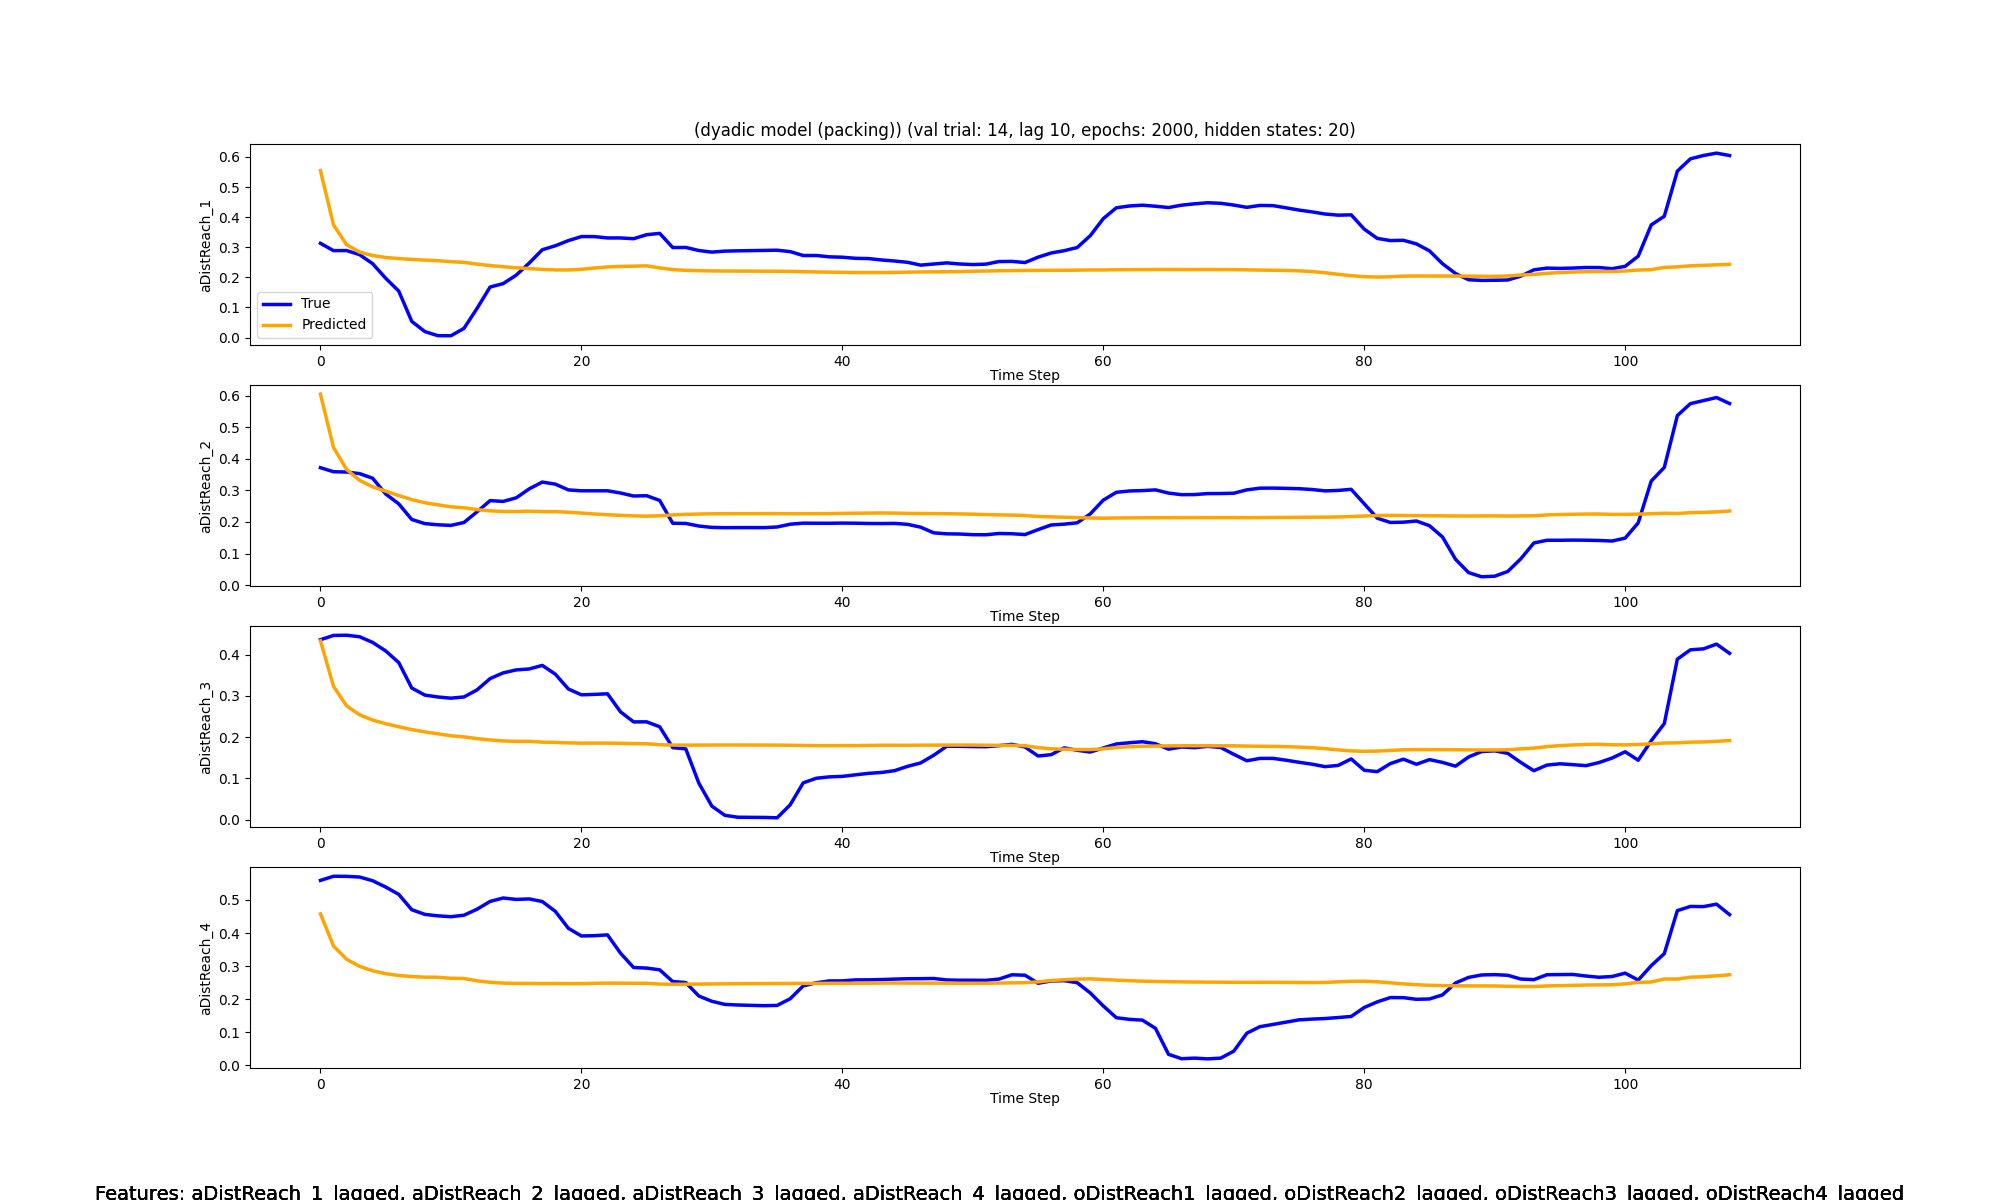 (dyadic model (packing)) (val trial: 14, lag 10, epochs: 2000, hidden states: 20)
0.6
0.5
0.4
0.3
0.2
0.1
0.0
aDistReach_1
True
Predicted
0 20 40 60 80 100
Time Step
0.6
0.5
0.4
0.3
0.2
0.1
0.0
aDistReach_2
0 20 40 60 80 100
Time Step
0.4
0.3
0.2
0.1
0.0
aDistReach_3
0 20 40 60 80 100
Time Step
0.5
0.4
0.3
0.2
0.1
0.0
aDistReach_4
0 20 40 60 80 100
Time Step
Features: aDistReach_1_lagged, aDistReach_2_lagged, aDistReach_3_lagged, aDistReach_4_lagged, oDistReach1_lagged, oDistReach2_lagged, oDistReach3_lagged, oDistReach4_lagged